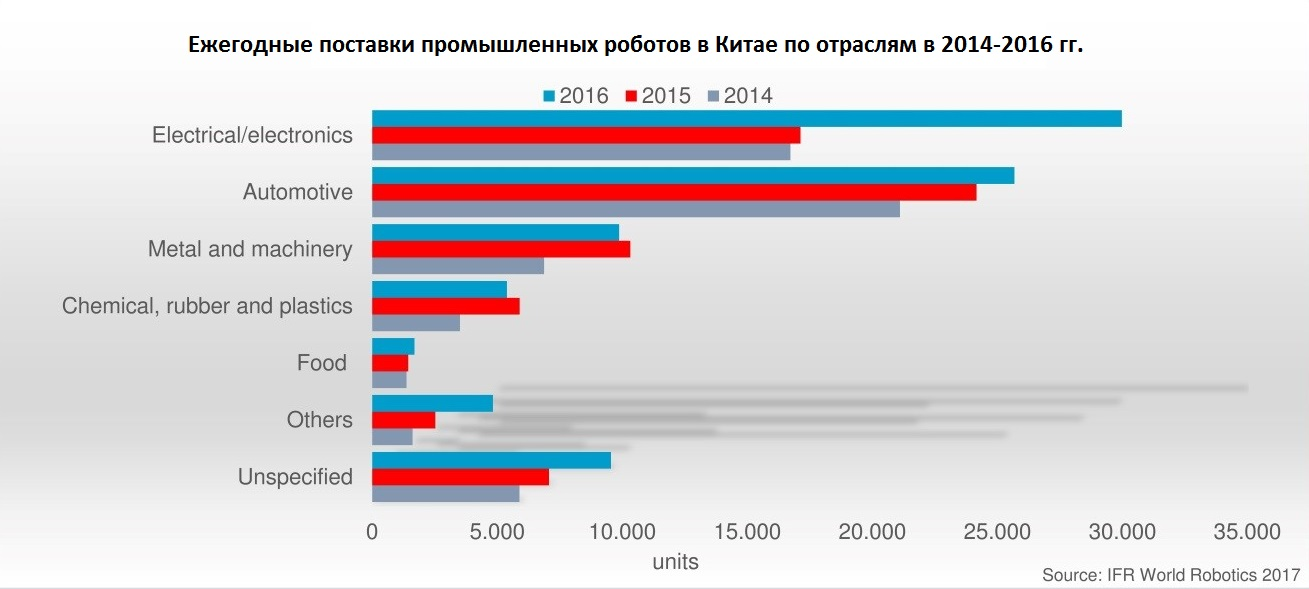 Ежегодные поставки промышленных роботов в Китае по отраслям в 2014-2016 гг.
2016 2015 2014
Electrical/electronics
Automotive
Metal and machinery
Chemical, rubber and plastics
Food
Others
Unspecified
0 5.000 10.000 15.000 20.000 25.000 30.000 35.000
units
Source: IFR World Robotics 2017